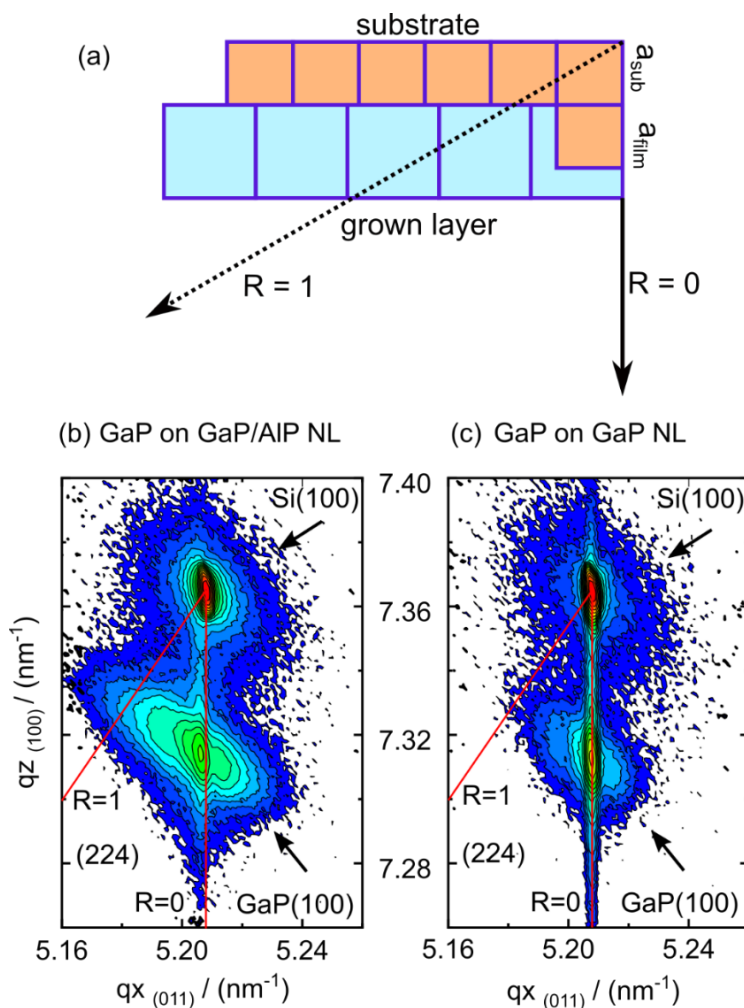 (a)
substrate
a_sub
a_film
grown layer
R = 1
R = 0
(b) GaP on GaP/AlP NL
(c) GaP on GaP NL
qz (100) / (nm⁻¹)
7.40
7.36
7.32
7.28
Si(100)
R=1
(224)
R=0
GaP(100)
Si(100)
R=1
(224)
R=0
GaP(100)
5.16
5.20
5.24
5.16
5.20
5.24
qx (011) / (nm⁻¹)
qx (011) / (nm⁻¹)